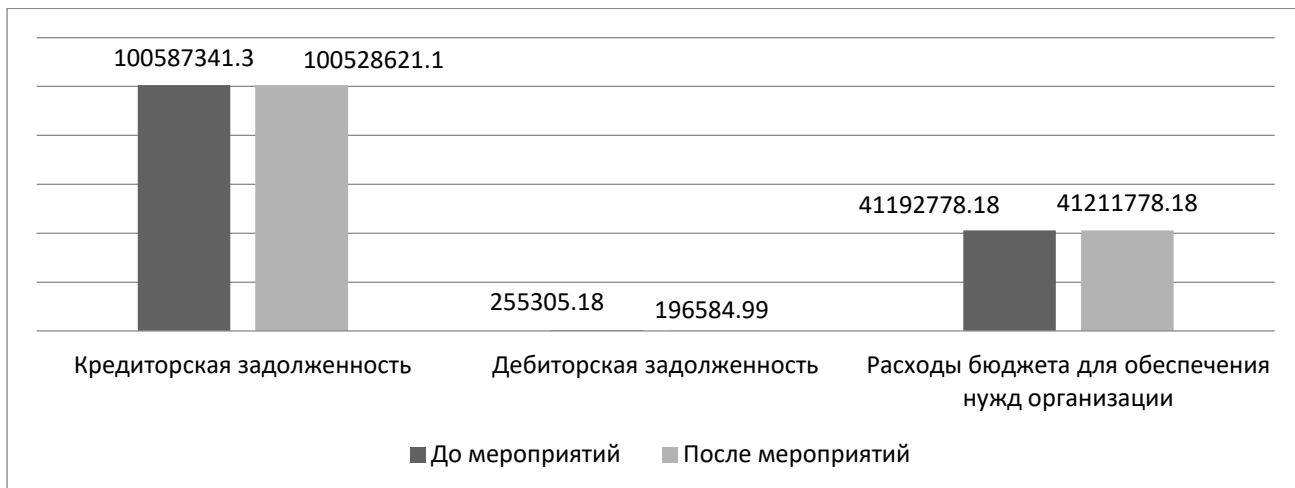 100587341.3
100528621.1
255305.18
196584.99
41192778.18
41211778.18
Кредиторская задолженность
Дебиторская задолженность
Расходы бюджета для обеспечения
нужд организации
До мероприятий
После мероприятий